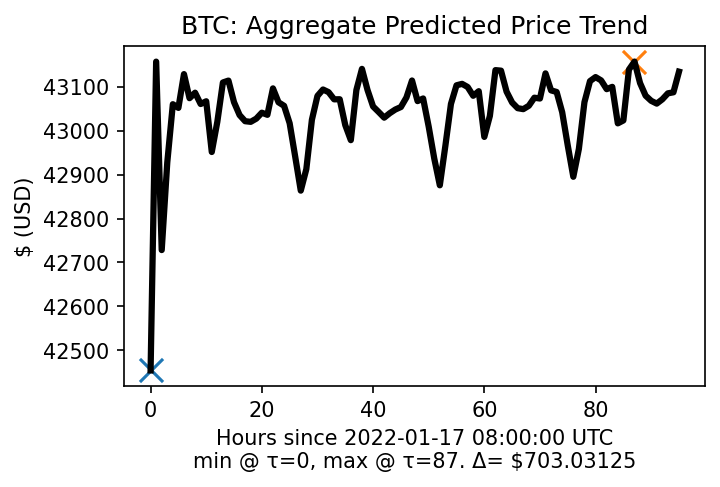 BTC: Aggregate Predicted Price Trend
$ (USD)
43100
43000
42900
42800
42700
42600
42500
0 20 40 60 80
Hours since 2022-01-17 08:00:00 UTC
min @ τ=0, max @ τ=87. Δ= $703.03125